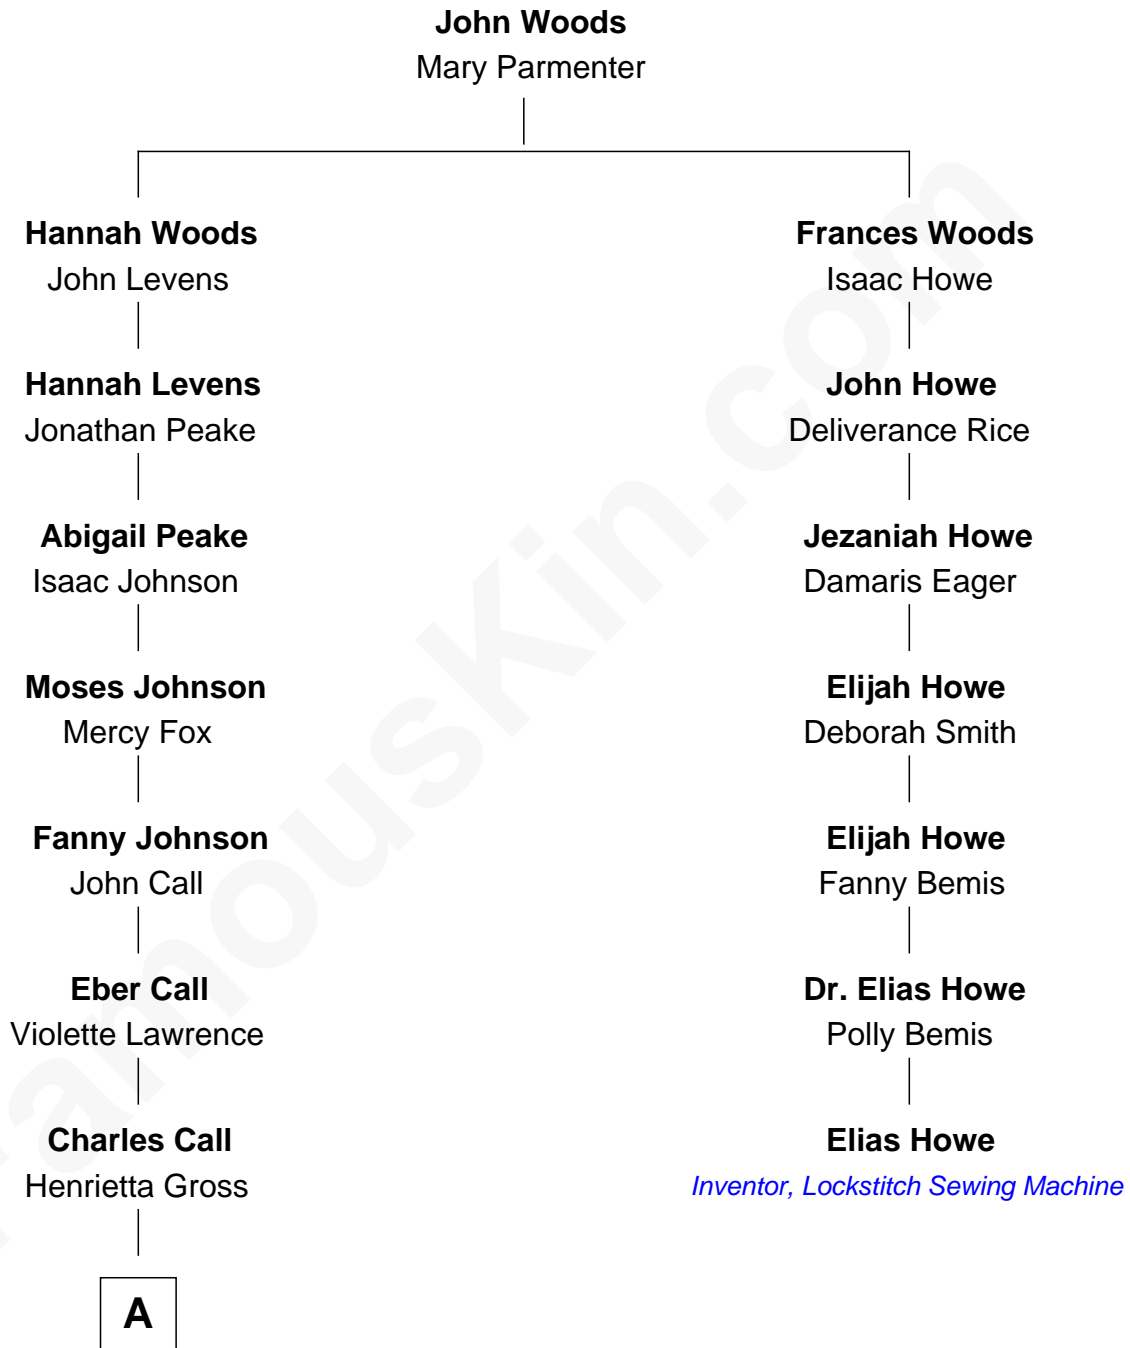 John Woods
Mary Parmenter
Hannah Woods
John Levens
Hannah Levens
Jonathan Peake
Abigail Peake
Isaac Johnson
Moses Johnson
Mercy Fox
Fanny Johnson
John Call
Eber Call
Violette Lawrence
Charles Call
Henrietta Gross
A
Frances Woods
Isaac Howe
John Howe
Deliverance Rice
Jezaniah Howe
Damaris Eager
Elijah Howe
Deborah Smith
Elijah Howe
Fanny Bemis
Dr. Elias Howe
Polly Bemis
Elias Howe
Inventor, Lockstitch Sewing Machine
FamousKin.com